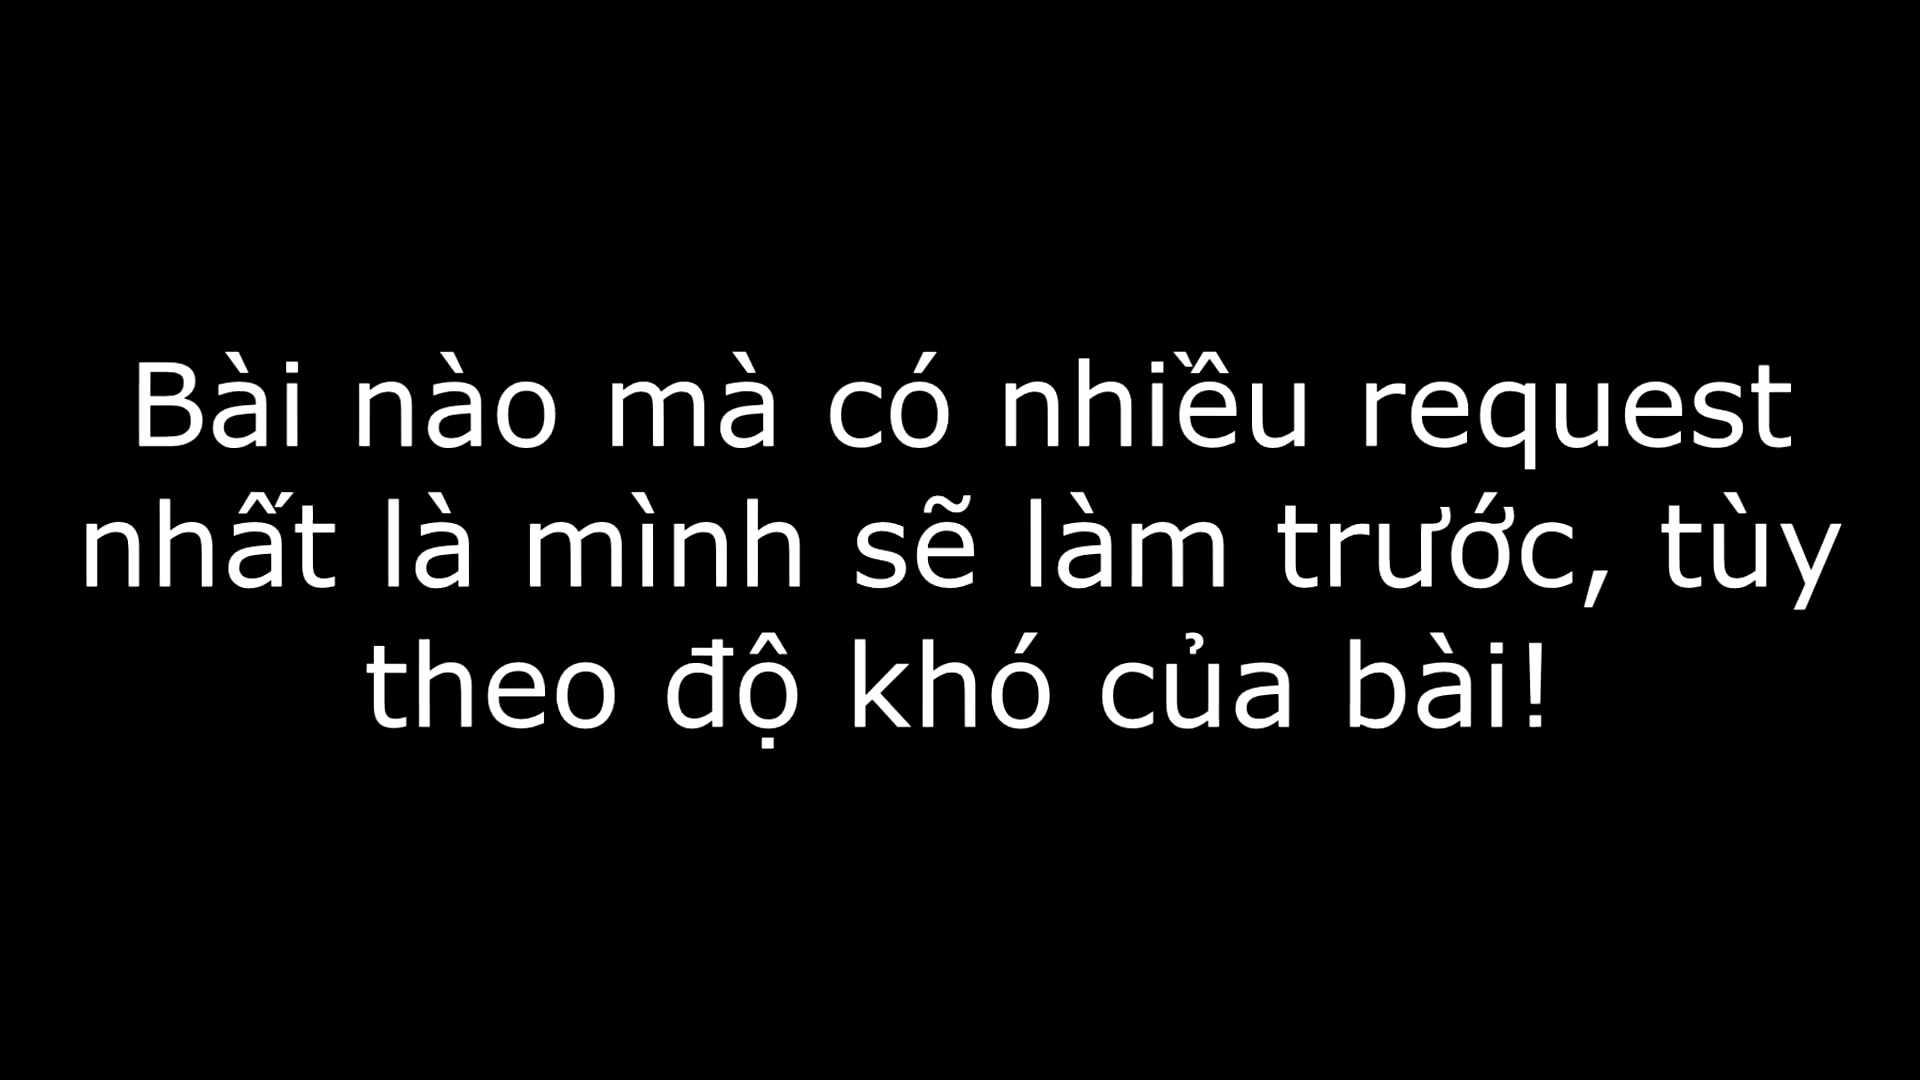 Bài nào mà có nhiều request
nhất là mình sẽ làm trước, tùy
theo độ khó của bài!